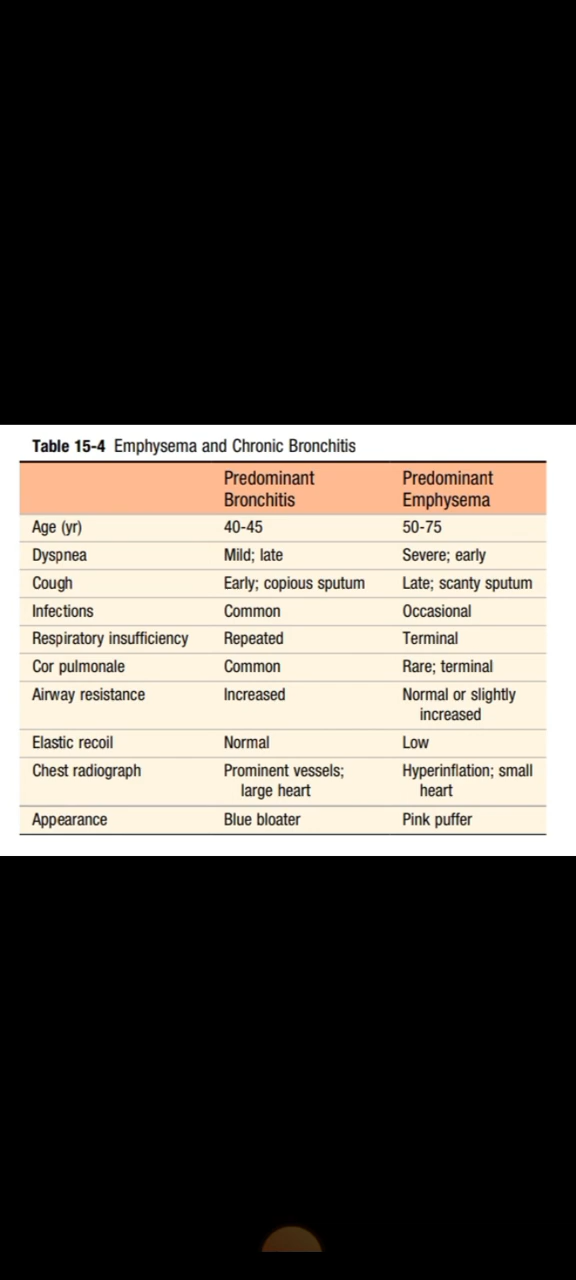 Table 15-4 Emphysema and Chronic Bronchitis
Predominant Bronchitis Predominant Emphysema
Age (yr) 40-45 50-75
Dyspnea Mild; late Severe; early
Cough Early; copious sputum Late; scanty sputum
Infections Common Occasional
Respiratory insufficiency Repeated Terminal
Cor pulmonale Common Rare; terminal
Airway resistance Increased Normal or slightly increased
Elastic recoil Normal Low
Chest radiograph Prominent vessels; large heart Hyperinflation; small heart
Appearance Blue bloater Pink puffer